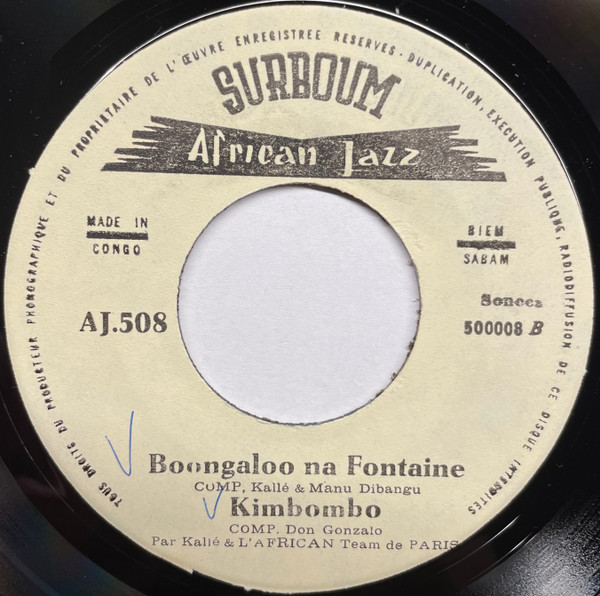 TOUS DROITS DU PRODUCTEUR PHONOGRAPHIQUE ET DU PROPRIETAIRE DE L'ŒUVRE ENREGISTREE RESERVES - DUPLICATION, EXECUTION PUBLIQUE, RADIODIFFUSION DE CE DISQUE INTERDITES
SURBOUM
African Jazz
MADE IN
CONGO
BIEM
SABAM
AJ.508
Soneca
500008 B
Boongaloo na Fontaine
COMP, Kallé & Manu Dibangu
Kimbombo
COMP. Don Gonzalo
Par Kallé & L'AFRICAN Team de PARIS